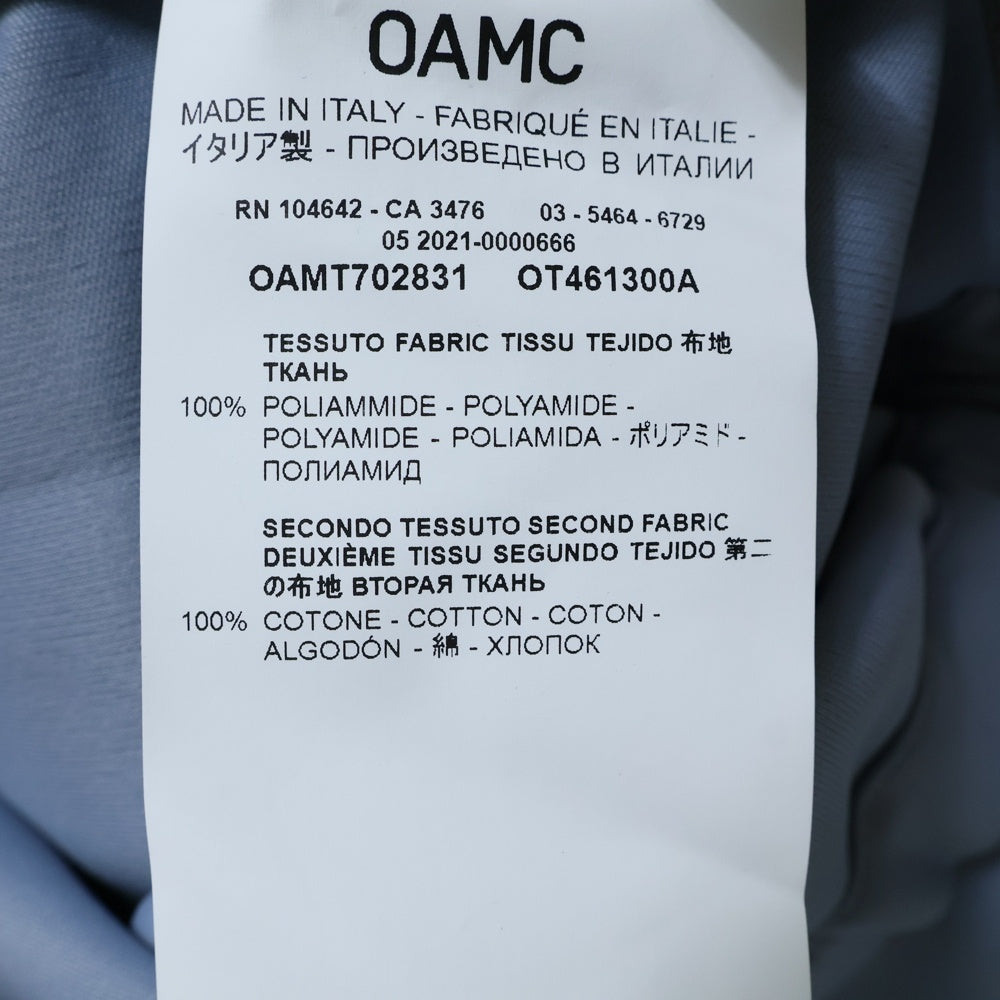 OAMC
MADE IN ITALY - FABRIQUÉ EN ITALIE -
イタリア製 - ПРОИЗВЕДЕНО В ИТАЛИИ
RN 104642 - CA 3476 03 - 5464 - 6729
05 2021-0000666
OAMT702831 OT461300A
TESSUTO FABRIC TISSU TEJIDO 布地
ТКАНЬ
100% POLIAMMIDE - POLYAMIDE -
POLYAMIDE - POLIAMIDA - ポリアミド -
ПОЛИАМИД
SECONDO TESSUTO SECOND FABRIC
DEUXIÈME TISSU SEGUNDO TEJIDO 第二
の布地 ВТОРАЯ ТКАНЬ
100% COTONE - COTTON - COTON -
ALGODÓN - 綿 - ХЛОПОК